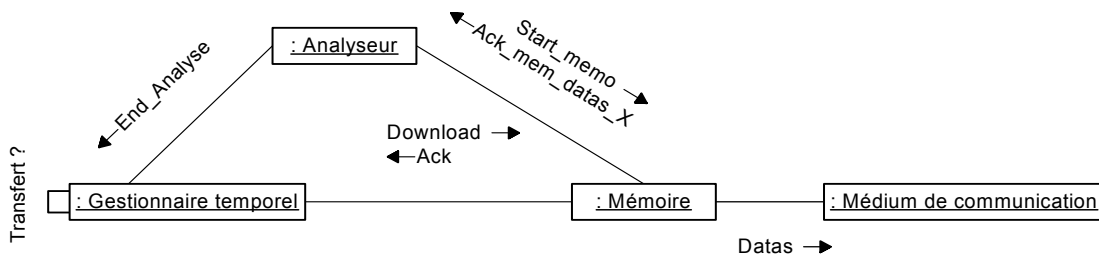 : Analyseur
Start_memo
Ack_mem_datas_X
End_Analyse
Download
Ack
Transfert ?
: Gestionnaire temporel
: Mémoire
: Médium de communication
Datas